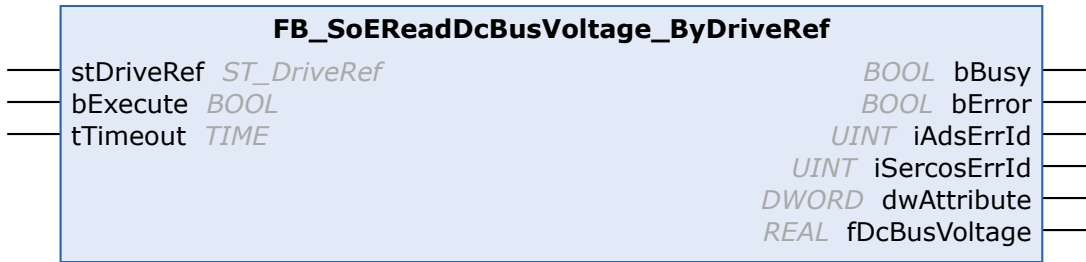 FB_SoEReadDcBusVoltage_ByDriveRef
stDriveRef ST_DriveRef BOOL bBusy
bExecute BOOL BOOL bError
tTimeout TIME UINT iAdsErrId
UINT iSercosErrId
DWORD dwAttribute
REAL fDcBusVoltage